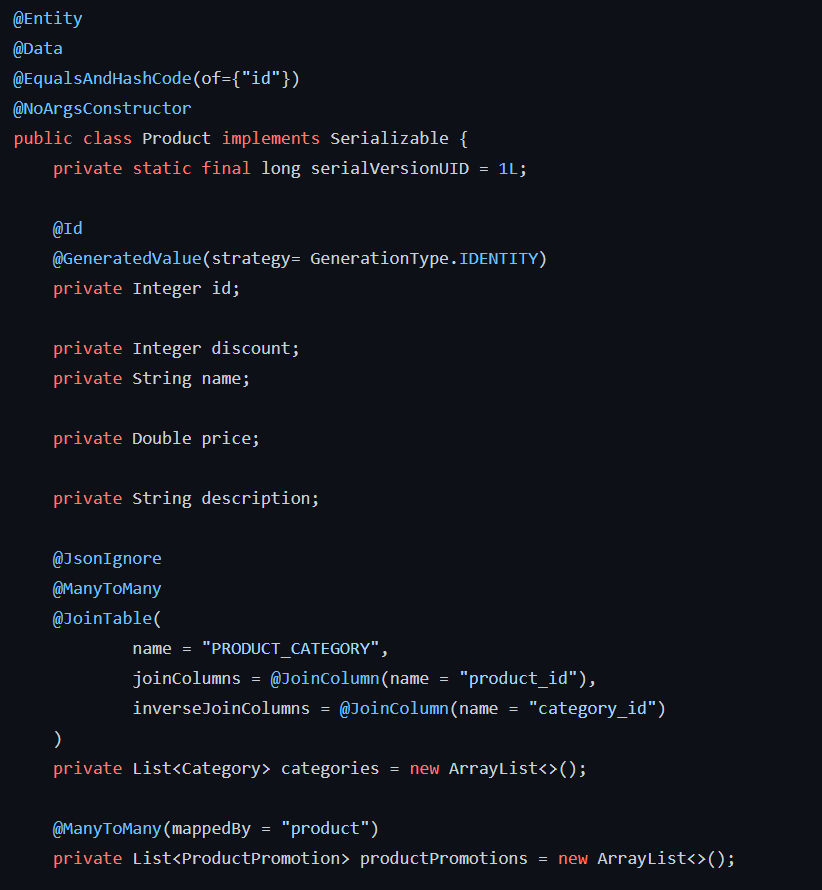 @Entity
@Data
@EqualsAndHashCode(of={"id"})
@NoArgsConstructor
public class Product implements Serializable {
    private static final long serialVersionUID = 1L;

    @Id
    @GeneratedValue(strategy= GenerationType.IDENTITY)
    private Integer id;

    private Integer discount;
    private String name;

    private Double price;

    private String description;

    @JsonIgnore
    @ManyToMany
    @JoinTable(
            name = "PRODUCT_CATEGORY",
            joinColumns = @JoinColumn(name = "product_id"),
            inverseJoinColumns = @JoinColumn(name = "category_id")
    )
    private List<Category> categories = new ArrayList<>();

    @ManyToMany(mappedBy = "product")
    private List<ProductPromotion> productPromotions = new ArrayList<>();